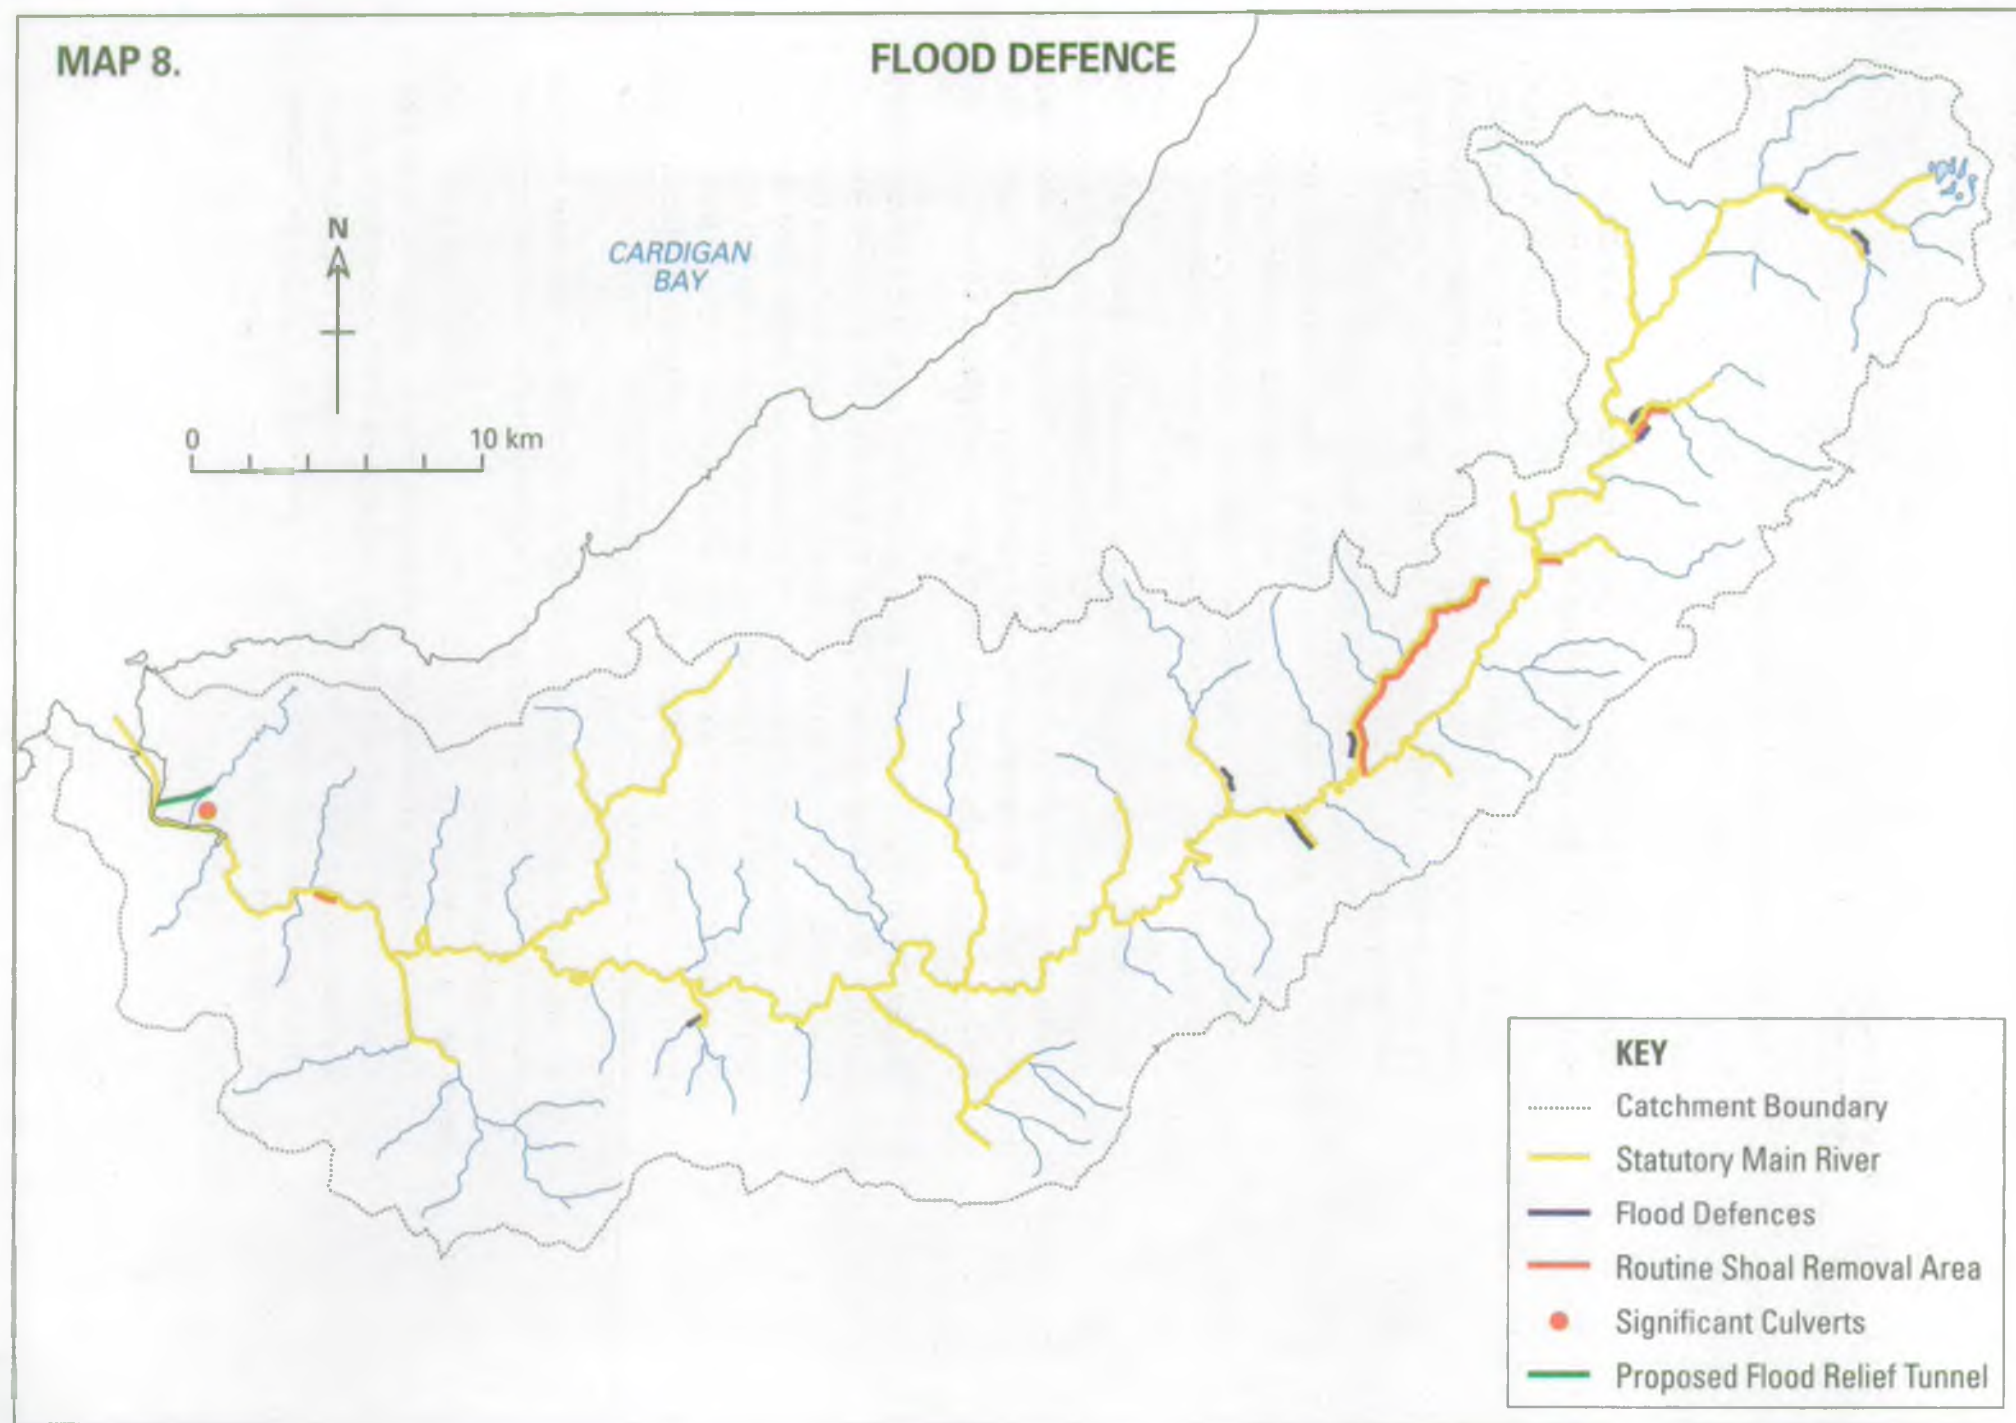 MAP 8.
FLOOD DEFENCE
N
CARDIGAN
BAY
0 10 km
KEY
Catchment Boundary
Statutory Main River
Flood Defences
Routine Shoal Removal Area
Significant Culverts
Proposed Flood Relief Tunnel